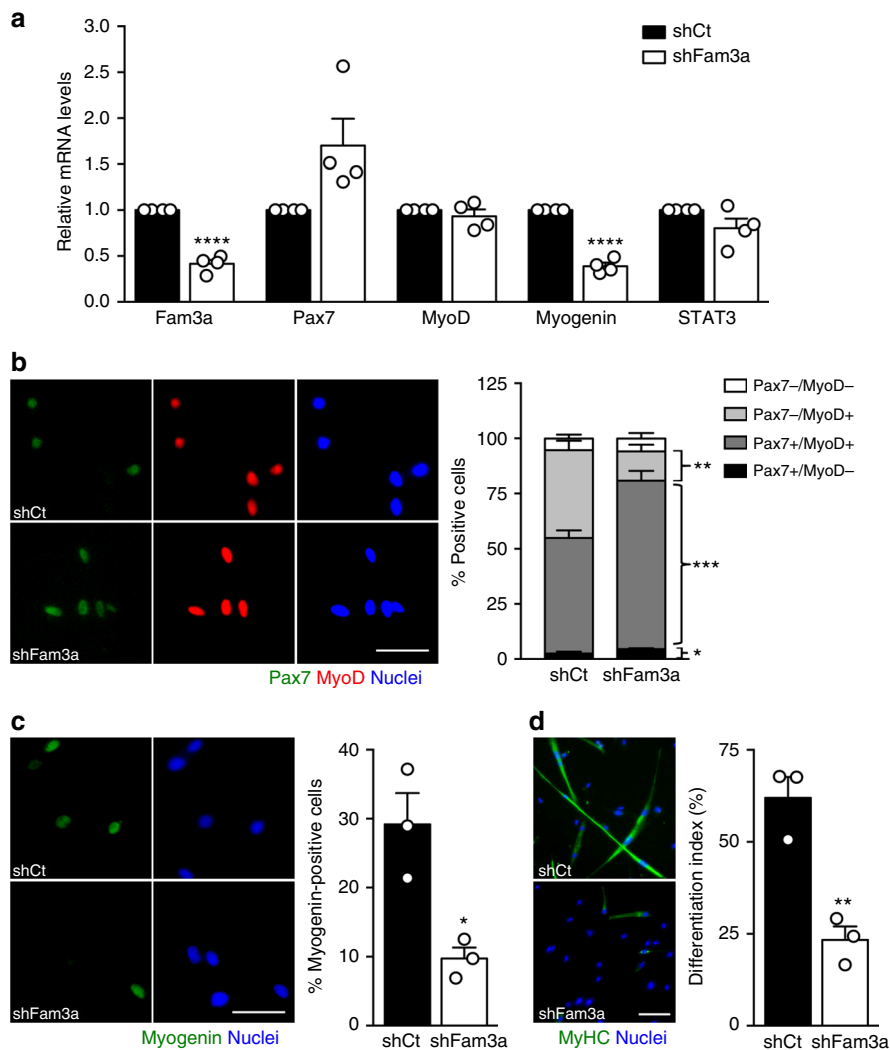 a
3.0
2.5
2.0
1.5
1.0
0.5
0.0
Relative mRNA levels
shCt
shFam3a
****
****
Fam3a Pax7 MyoD Myogenin STAT3
b
shCt
shFam3a
Pax7 MyoD Nuclei
125
100
75
50
25
0
% Positive cells
**
***
*
shCt shFam3a
Pax7–/MyoD–
Pax7–/MyoD+
Pax7+/MyoD+
Pax7+/MyoD–
c
shCt
shFam3a
Myogenin Nuclei
40
30
20
10
0
% Myogenin-positive cells
*
shCt shFam3a
d
shCt
shFam3a
MyHC Nuclei
75
50
25
0
Differentiation index (%)
**
shCt shFam3a